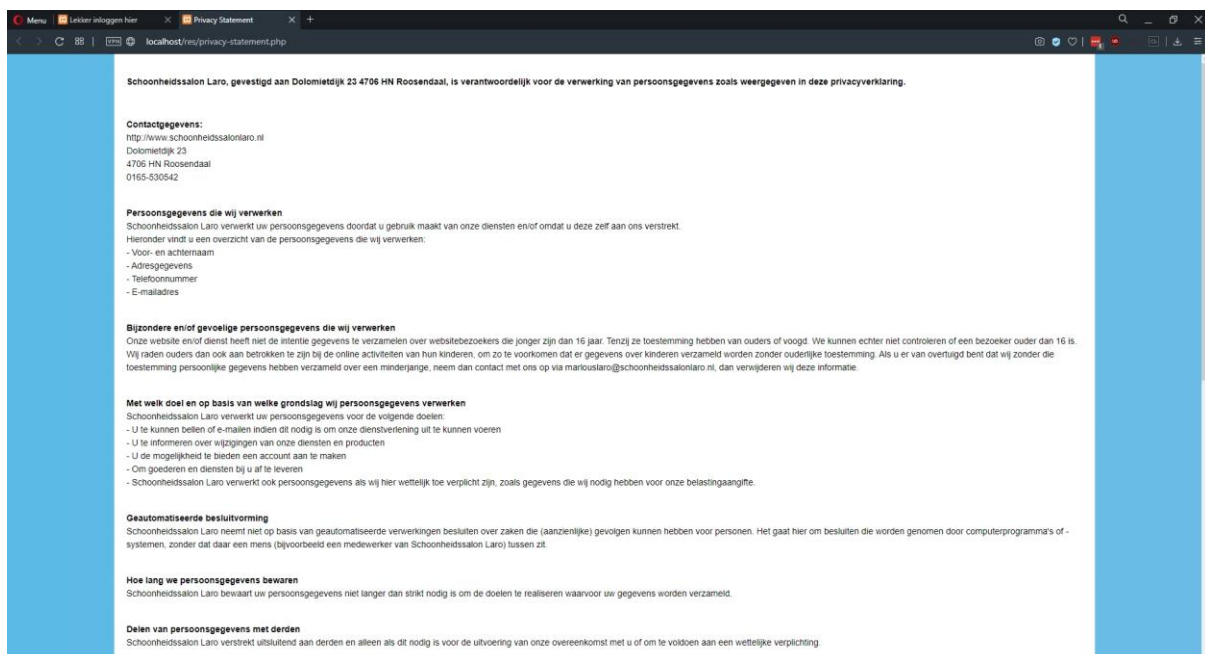 Menu
Lekker inloggen hier
Privacy Statement
VPN
localhost/res/privacy-statement.php
Schoonheidssalon Laro, gevestigd aan Dolomietdijk 23 4706 HN Roosendaal, is verantwoordelijk voor de verwerking van persoonsgegevens zoals weergegeven in deze privacyverklaring.
Contactgegevens:
http://www.schoonheidssalonlaro.nl
Dolomietdijk 23
4706 HN Roosendaal
0165-530542
Persoonsgegevens die wij verwerken
Schoonheidssalon Laro verwerkt uw persoonsgegevens doordat u gebruik maakt van onze diensten en/of omdat u deze zelf aan ons verstrekt.
Hieronder vindt u een overzicht van de persoonsgegevens die wij verwerken:
- Voor- en achternaam
- Adresgegevens
- Telefoonnummer
- E-mailadres
Bijzondere en/of gevoelige persoonsgegevens die wij verwerken
Onze website en/of dienst heeft niet de intentie gegevens te verzamelen over websitebezoekers die jonger zijn dan 16 jaar. Tenzij ze toestemming hebben van ouders of voogd. We kunnen echter niet controleren of een bezoeker ouder dan 16 is.
Wij raden ouders dan ook aan betrokken te zijn bij de online activiteiten van hun kinderen, om zo te voorkomen dat er gegevens over kinderen verzameld worden zonder ouderlijke toestemming. Als u er van overtuigd bent dat wij zonder die
toestemming persoonlijke gegevens hebben verzameld over een minderjange, neem dan contact met ons op via marlouslaro@schoonheidssalonlaro.nl, dan verwijderen wij deze informatie.
Met welk doel en op basis van welke grondslag wij persoonsgegevens verwerken
Schoonheidssalon Laro verwerkt uw persoonsgegevens voor de volgende doelen:
- U te kunnen bellen of e-mailen indien dit nodig is om onze dienstverlening uit te kunnen voeren
- U te informeren over wijzigingen van onze diensten en producten
- U de mogelijkheid te bieden een account aan te maken
- Om goederen en diensten bij u af te leveren
- Schoonheidssalon Laro verwerkt ook persoonsgegevens als wij hier wettelijk toe verplicht zijn, zoals gegevens die wij nodig hebben voor onze belastingaangifte.
Geautomatiseerde besluitvorming
Schoonheidssalon Laro neemt niet op basis van geautomatiseerde verwerkingen besluiten over zaken die (aanzienlijke) gevolgen kunnen hebben voor personen. Het gaat hier om besluiten die worden genomen door computerprogramma's of -
systemen, zonder dat daar een mens (bijvoorbeeld een medewerker van Schoonheidssalon Laro) tussen zit.
Hoe lang we persoonsgegevens bewaren
Schoonheidssalon Laro bewaart uw persoonsgegevens niet langer dan strikt nodig is om de doelen te realiseren waarvoor uw gegevens worden verzameld.
Delen van persoonsgegevens met derden
Schoonheidssalon Laro verstrekt uitsluitend aan derden en alleen als dit nodig is voor de uitvoering van onze overeenkomst met u of om te voldoen aan een wettelijke verplichting.